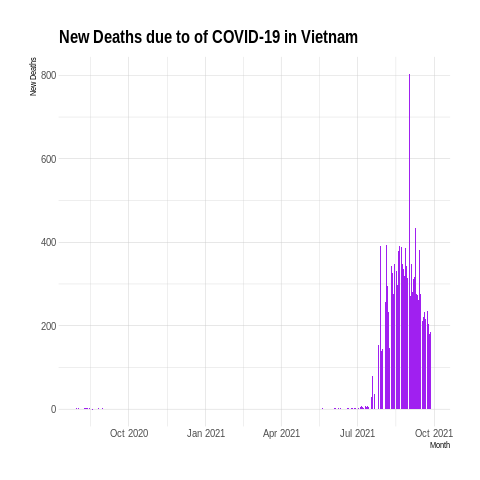 New Deaths due to of COVID-19 in Vietnam
New Deaths
800
600
400
200
0
Oct 2020 Jan 2021 Apr 2021 Jul 2021 Oct 2021
Month